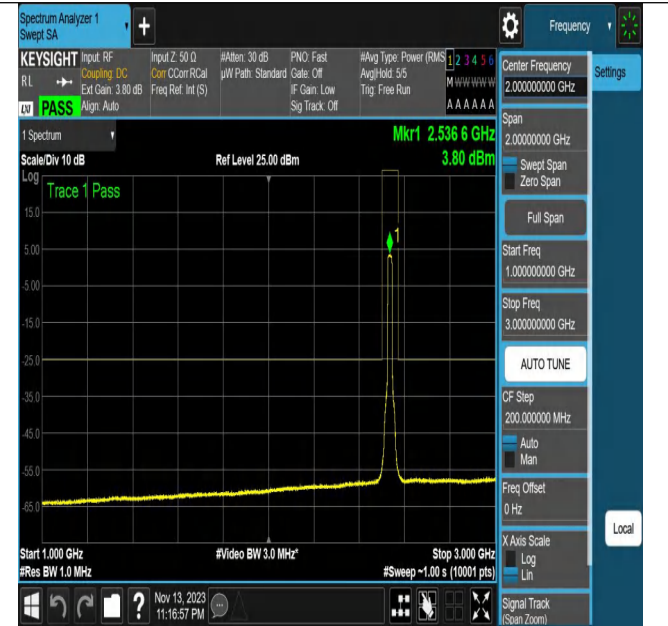 Spectrum Analyzer 1
Swept SA
+
Frequency
KEYSIGHT
RL
LXI PASS
Input: RF
Coupling: DC
Ext Gain: 3.80 dB
Align: Auto
Input Z: 50 Ω
Corr CCorr RCal
Freq Ref: Int (S)
#Atten: 30 dB
µW Path: Standard
PNO: Fast
Gate: Off
IF Gain: Low
Sig Track: Off
#Avg Type: Power (RMS
Avg|Hold: 5/5
Trig: Free Run
1 2 3 4 5 6
M W W W W W
A A A A A A
1 Spectrum
Scale/Div 10 dB
Log
Ref Level 25.00 dBm
Mkr1 2.536 6 GHz
3.80 dBm
Trace 1 Pass
1
15.0
5.00
-5.00
-15.0
-25.0
-35.0
-45.0
-55.0
-65.0
Start 1.000 GHz
#Res BW 1.0 MHz
#Video BW 3.0 MHz*
Stop 3.000 GHz
#Sweep ~1.00 s (10001 pts)
Center Frequency
2.00000000 GHz
Settings
Span
2.00000000 GHz
Swept Span
Zero Span
Full Span
Start Freq
1.000000000 GHz
Stop Freq
3.000000000 GHz
AUTO TUNE
CF Step
200.000000 MHz
Auto
Man
Freq Offset
0 Hz
X Axis Scale
Log
Lin
Local
Signal Track
(Span Zoom)
?
Nov 13, 2023
11:16:57 PM